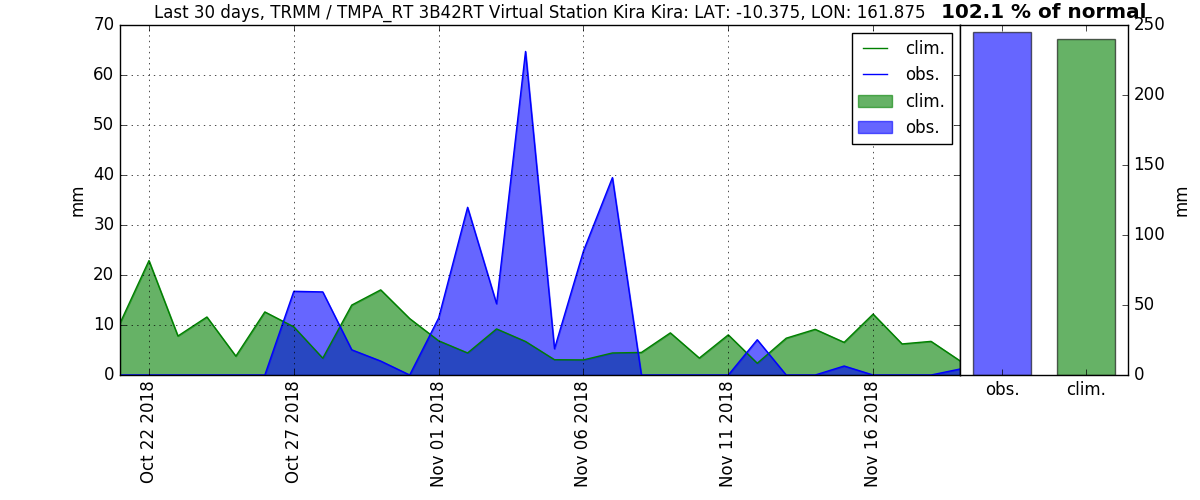 Last 30 days, TRMM / TMPA_RT 3B42RT Virtual Station Kira Kira: LAT: -10.375, LON: 161.875 102.1 % of normal
70
60
50
40
30
20
10
0
mm
clim.
obs.
clim.
obs.
250
200
150
100
50
0
mm
Oct 22 2018
Oct 27 2018
Nov 01 2018
Nov 06 2018
Nov 11 2018
Nov 16 2018
obs.
clim.